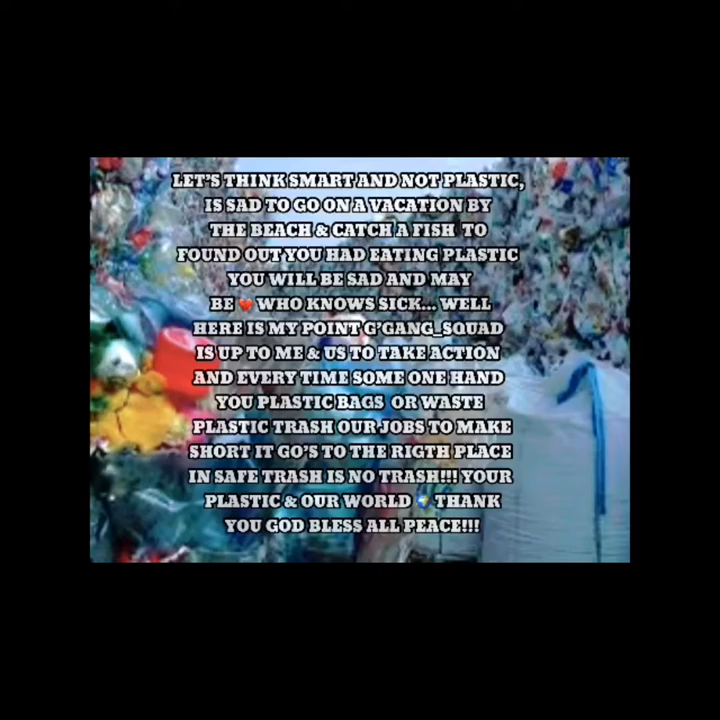 LET'S THINK SMART AND NOT PLASTIC,
IS SAD TO GO ON A VACATION BY
THE BEACH & CATCH A FISH TO
FOUND OUT YOU HAD EATING PLASTIC
YOU WILL BE SAD AND MAY
BE ❤️ WHO KNOWS SICK... WELL
HERE IS MY POINT G'GANG_SQUAD
IS UP TO ME & US TO TAKE ACTION
AND EVERY TIME SOME ONE HAND
YOU PLASTIC BAGS OR WASTE
PLASTIC TRASH OUR JOBS TO MAKE
SHORT IT GO'S TO THE RIGTH PLACE
IN SAFE TRASH IS NO TRASH!!! YOUR
PLASTIC & OUR WORLD 🌍 THANK
YOU GOD BLESS ALL PEACE!!!